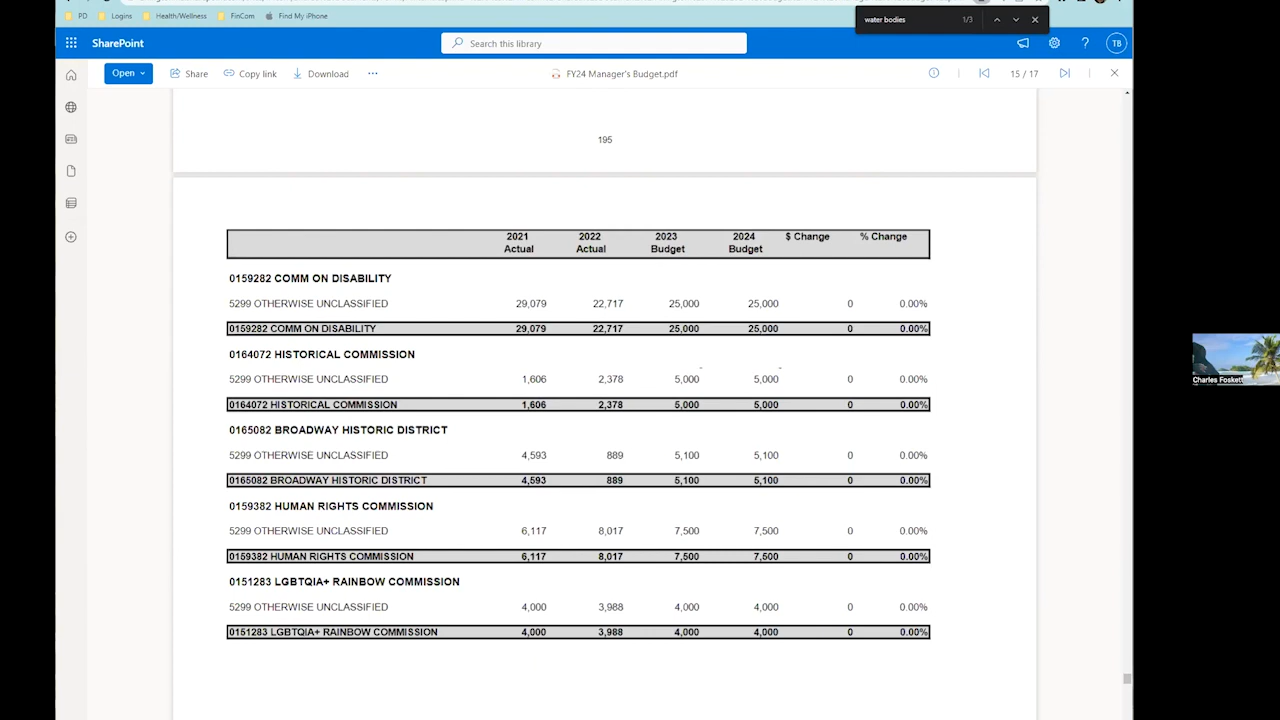 water bodies 1/3
PD Logins Health/Wellness FinCom Find My iPhone
SharePoint Search this library ? TB
Open Share Copy link Download ... FY24 Manager's Budget.pdf 15 / 17
195
2021 2022 2023 2024 $ Change % Change
Actual Actual Budget Budget
0159282 COMM ON DISABILITY
5299 OTHERWISE UNCLASSIFIED 29,079 22,717 25,000 25,000 0 0.00%
0159282 COMM ON DISABILITY 29,079 22,717 25,000 25,000 0 0.00%
0164072 HISTORICAL COMMISSION
5299 OTHERWISE UNCLASSIFIED 1,606 2,378 5,000 5,000 0 0.00%
0164072 HISTORICAL COMMISSION 1,606 2,378 5,000 5,000 0 0.00%
Charles Foskett
0165082 BROADWAY HISTORIC DISTRICT
5299 OTHERWISE UNCLASSIFIED 4,593 889 5,100 5,100 0 0.00%
0165082 BROADWAY HISTORIC DISTRICT 4,593 889 5,100 5,100 0 0.00%
0159382 HUMAN RIGHTS COMMISSION
5299 OTHERWISE UNCLASSIFIED 6,117 8,017 7,500 7,500 0 0.00%
0159382 HUMAN RIGHTS COMMISSION 6,117 8,017 7,500 7,500 0 0.00%
0151283 LGBTQIA+ RAINBOW COMMISSION
5299 OTHERWISE UNCLASSIFIED 4,000 3,988 4,000 4,000 0 0.00%
0151283 LGBTQIA+ RAINBOW COMMISSION 4,000 3,988 4,000 4,000 0 0.00%